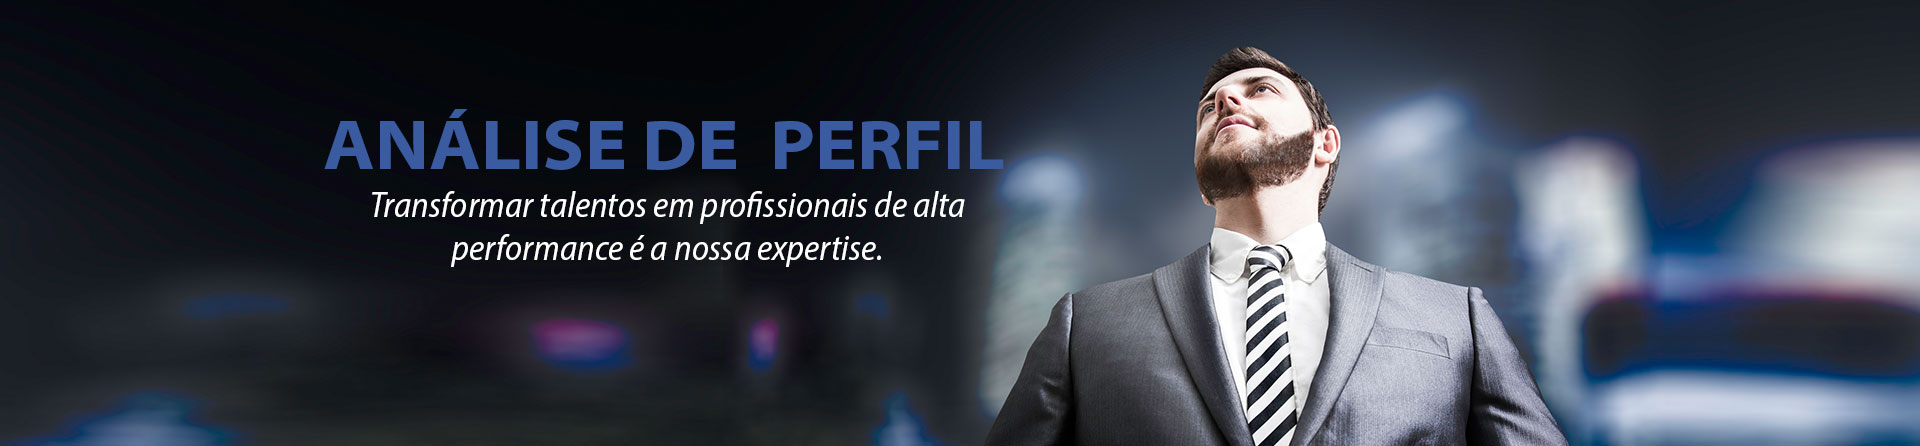 ANÁLISE DE PERFIL
Transformar talentos em profissionais de alta
performance é a nossa expertise.